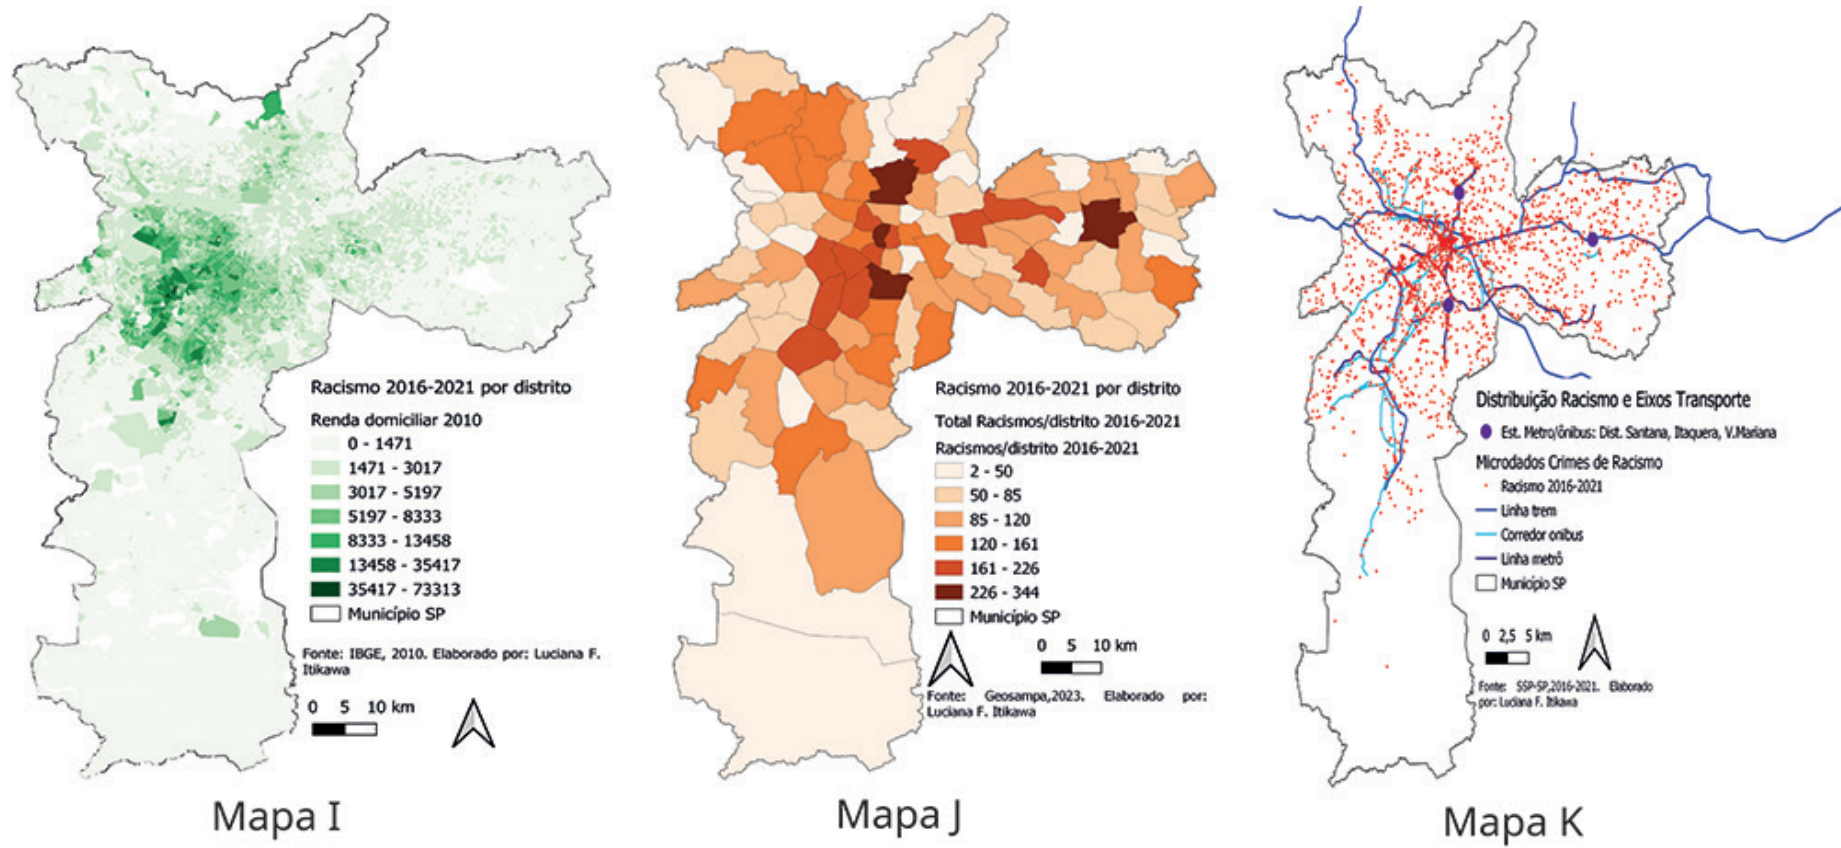 Racismo 2016-2021 por distrito
Renda domiciliar 2010
0 - 1471
1471 - 3017
3017 - 5197
5197 - 8333
8333 - 13458
13458 - 35417
35417 - 73313
Município SP
Fonte: IBGE, 2010. Elaborado por: Luciana F.
Itikawa
0 5 10 km
Mapa I
Racismo 2016-2021 por distrito
Total Racismos/distrito 2016-2021
Racismos/distrito 2016-2021
2 - 50
50 - 85
85 - 120
120 - 161
161 - 226
226 - 344
Município SP
0 5 10 km
Fonte: Geosampa,2023. Elaborado por:
Luciana F. Itikawa
Mapa J
Distribuição Racismo e Eixos Transporte
Est. Metro/ônibus: Dist. Santana, Itaquera, V.Mariana
Microdados Crimes de Racismo
Racismo 2016-2021
Linha trem
Corredor onibus
Linha metrô
Município SP
0 2,5 5 km
Fonte: SSP-SP,2016-2021. Elaborado
por: Luciana F. Itikawa
Mapa K